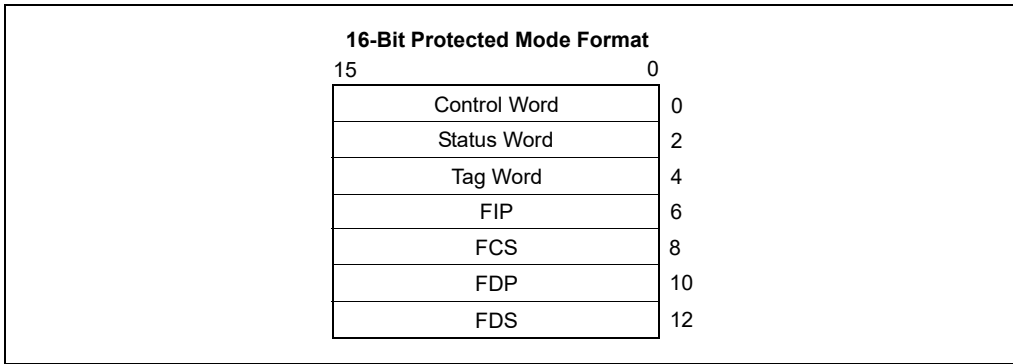 16-Bit Protected Mode Format
15 0
Control Word 0
Status Word 2
Tag Word 4
FIP 6
FCS 8
FDP 10
FDS 12